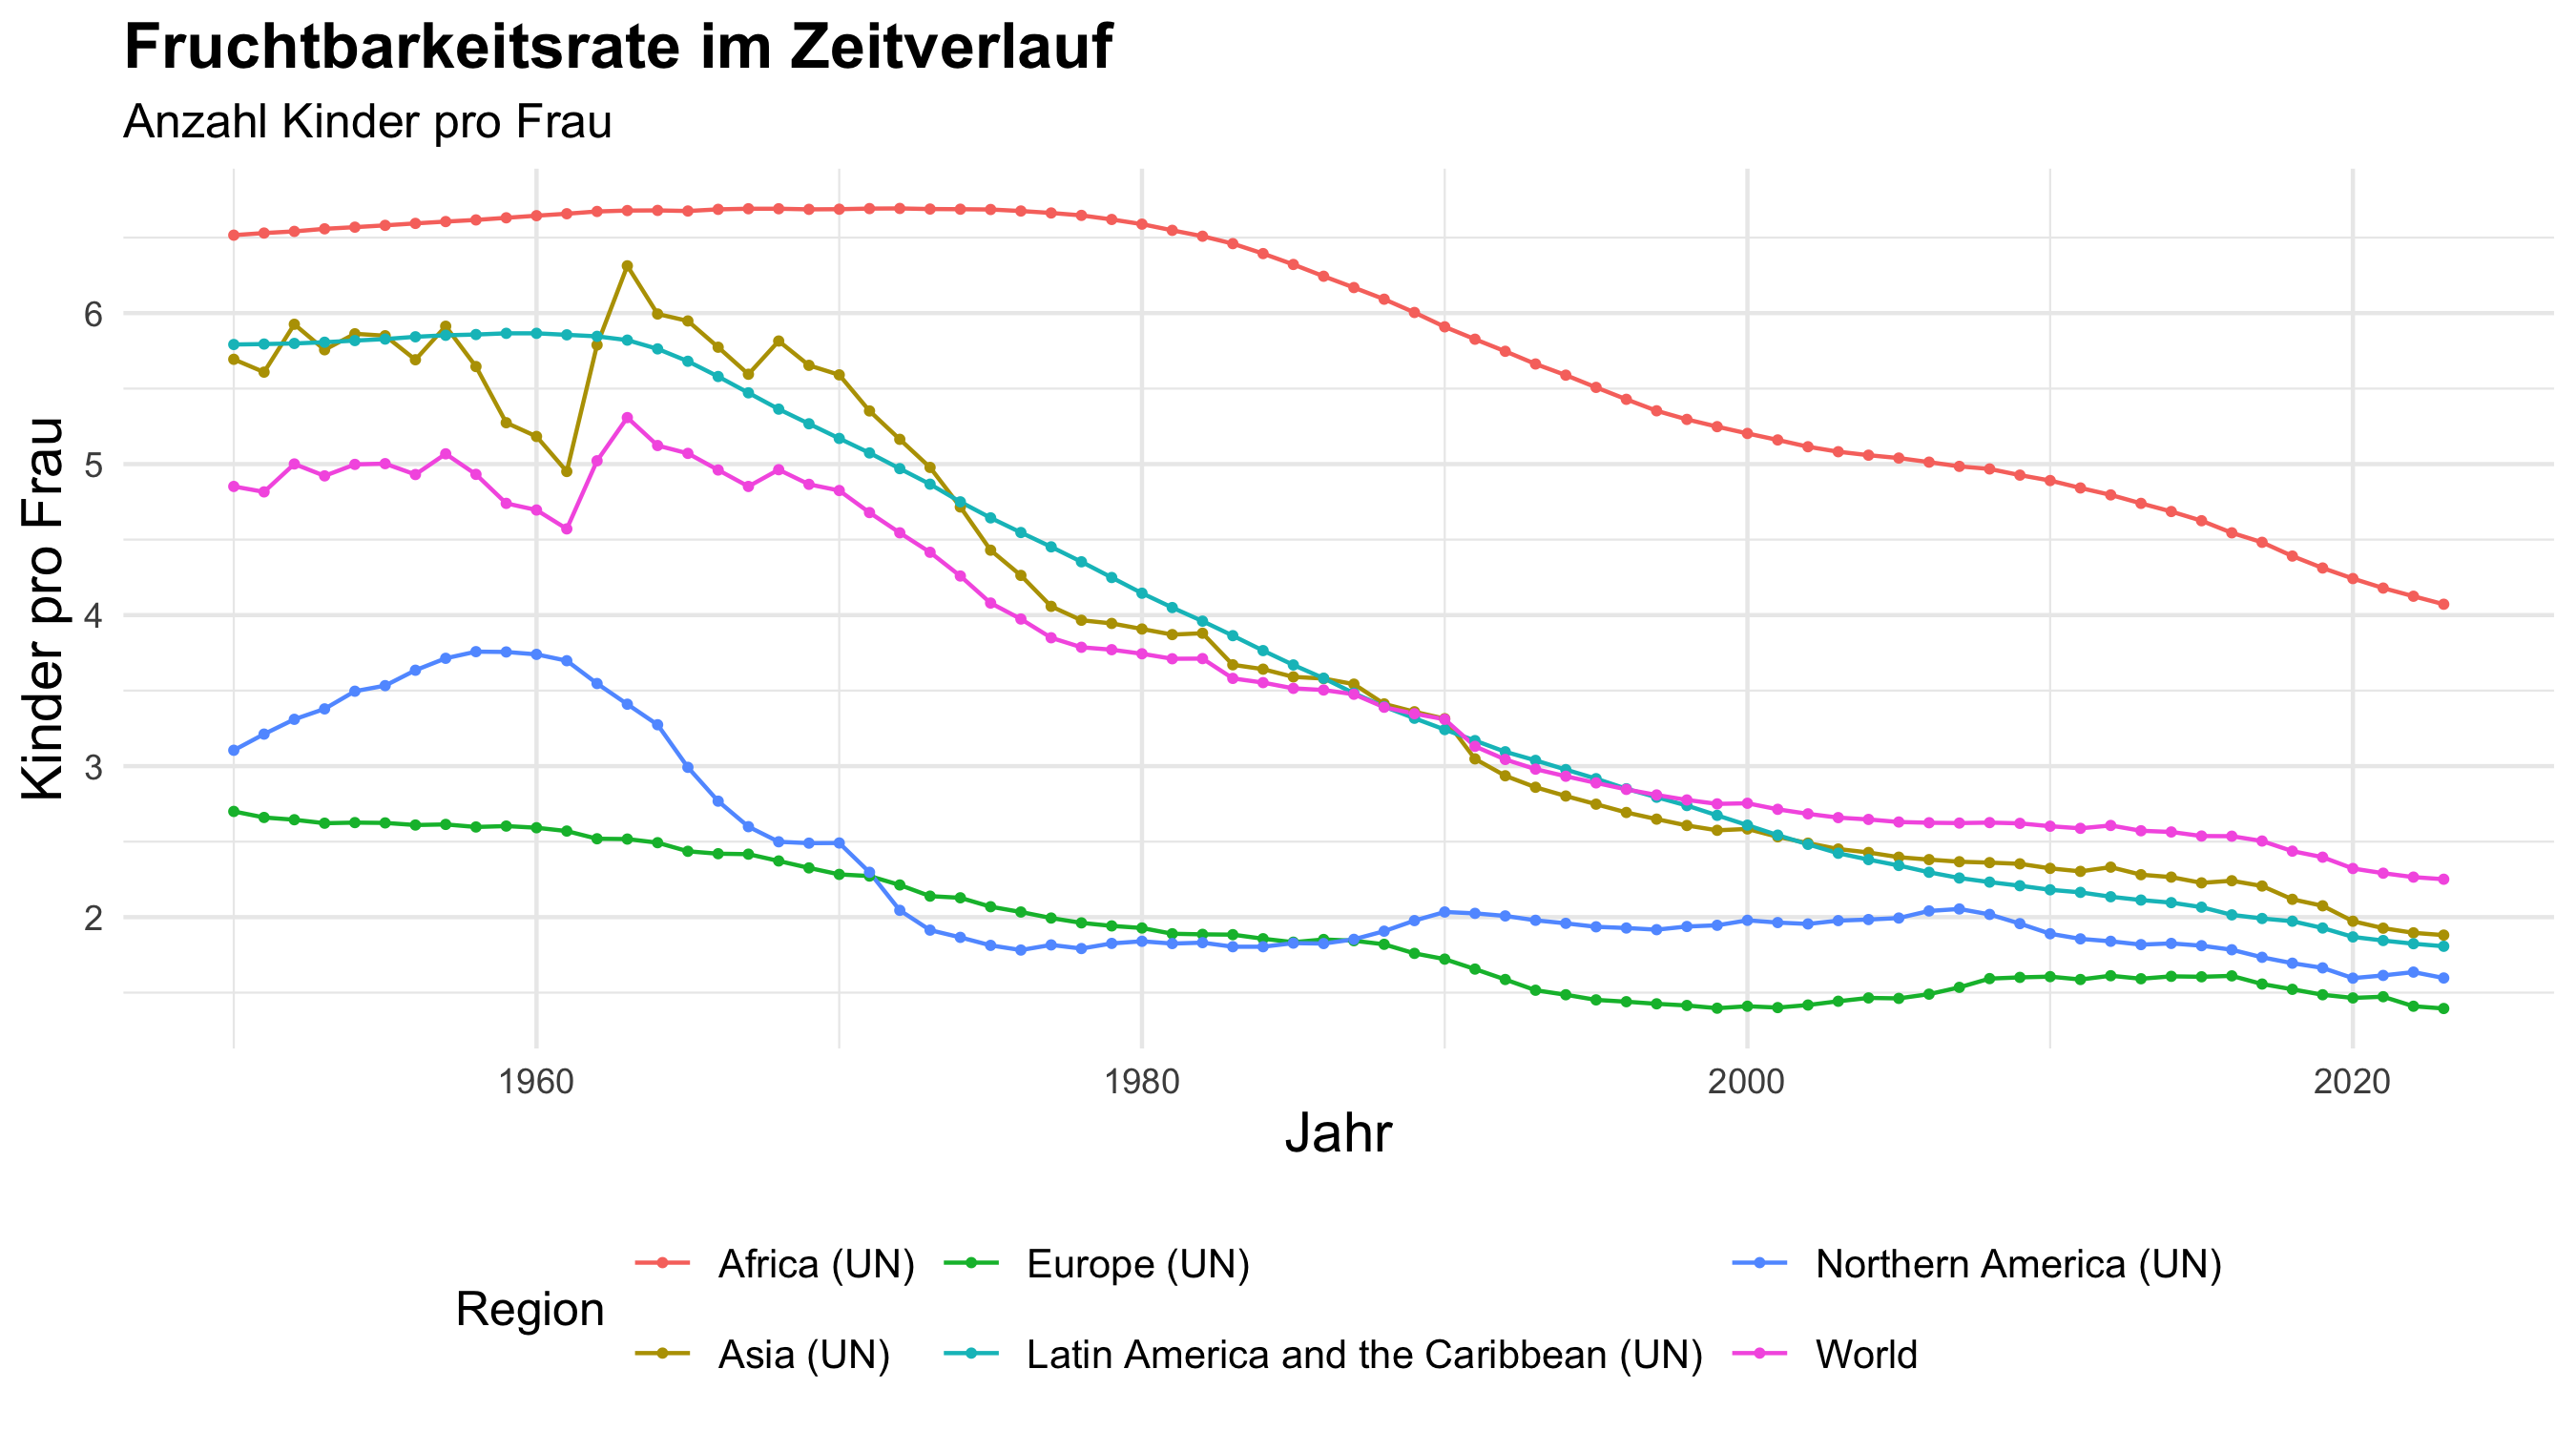 Fruchtbarkeitsrate im Zeitverlauf
Anzahl Kinder pro Frau
Kinder pro Frau
6
5
4
3
2
1960 1980 2000 2020
Jahr
Region
Africa (UN) Europe (UN) Northern America (UN)
Asia (UN) Latin America and the Caribbean (UN) World